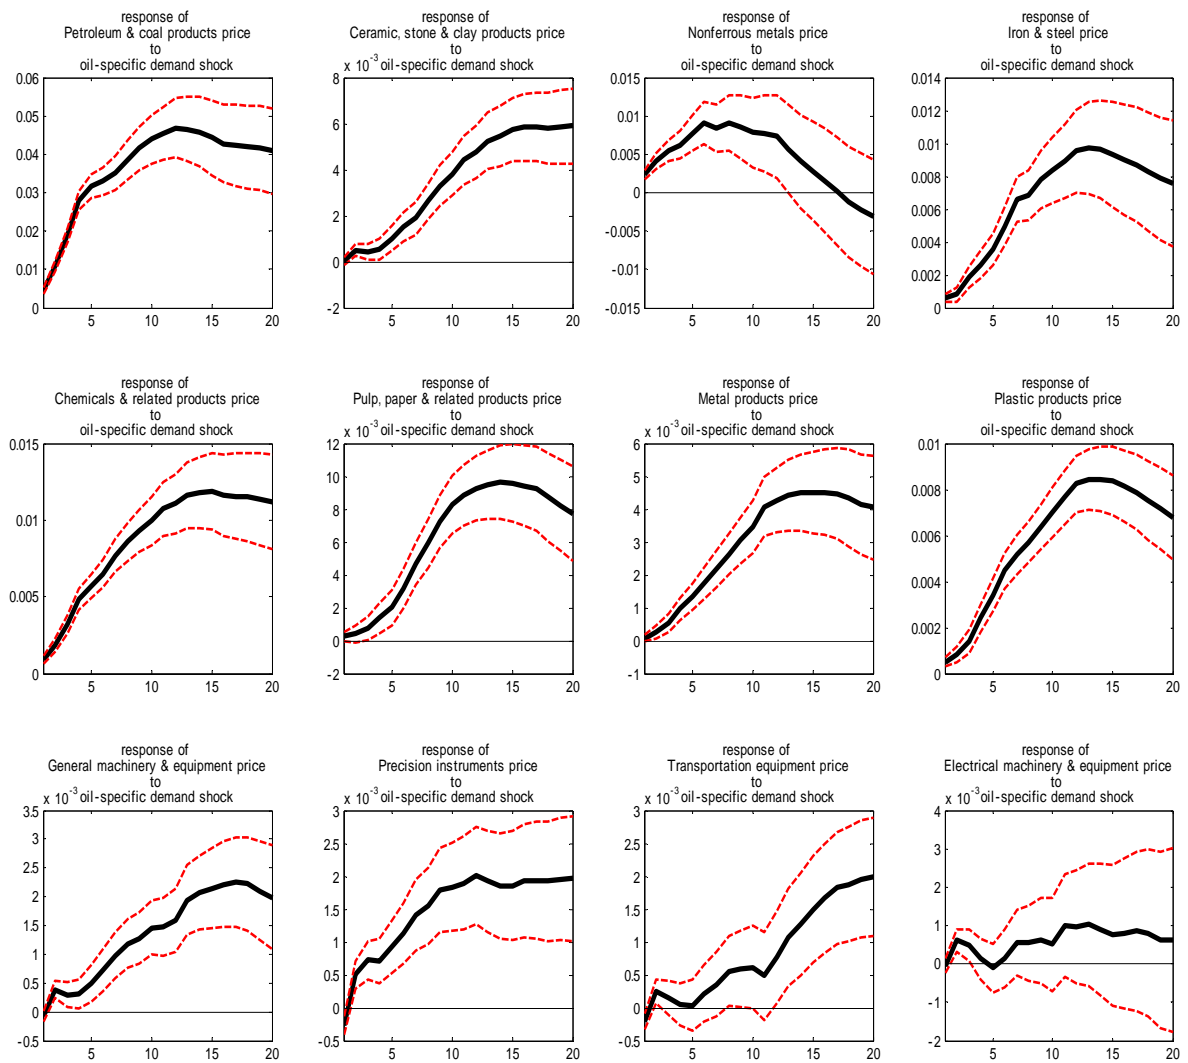 response of
Petroleum & coal products price
to
oil-specific demand shock
0.06
0.05
0.04
0.03
0.02
0.01
0
5 10 15 20
response of
Ceramic, stone & clay products price
to
x 10⁻³ oil-specific demand shock
8
6
4
2
0
-2
5 10 15 20
response of
Nonferrous metals price
to
oil-specific demand shock
0.015
0.01
0.005
0
-0.005
-0.01
-0.015
5 10 15 20
response of
Iron & steel price
to
oil-specific demand shock
0.014
0.012
0.01
0.008
0.006
0.004
0.002
0
5 10 15 20
response of
Chemicals & related products price
to
oil-specific demand shock
0.015
0.01
0.005
0
5 10 15 20
response of
Pulp, paper & related products price
to
x 10⁻³ oil-specific demand shock
12
10
8
6
4
2
0
-2
5 10 15 20
response of
Metal products price
to
x 10⁻³ oil-specific demand shock
6
5
4
3
2
1
0
-1
5 10 15 20
response of
Plastic products price
to
oil-specific demand shock
0.01
0.008
0.006
0.004
0.002
0
5 10 15 20
response of
General machinery & equipment price
to
x 10⁻³ oil-specific demand shock
3.5
3
2.5
2
1.5
1
0.5
0
-0.5
5 10 15 20
response of
Precision instruments price
to
x 10⁻³ oil-specific demand shock
3
2.5
2
1.5
1
0.5
0
-0.5
5 10 15 20
response of
Transportation equipment price
to
x 10⁻³ oil-specific demand shock
3
2.5
2
1.5
1
0.5
0
-0.5
5 10 15 20
response of
Electrical machinery & equipment price
to
x 10⁻³ oil-specific demand shock
4
3
2
1
0
-1
-2
5 10 15 20